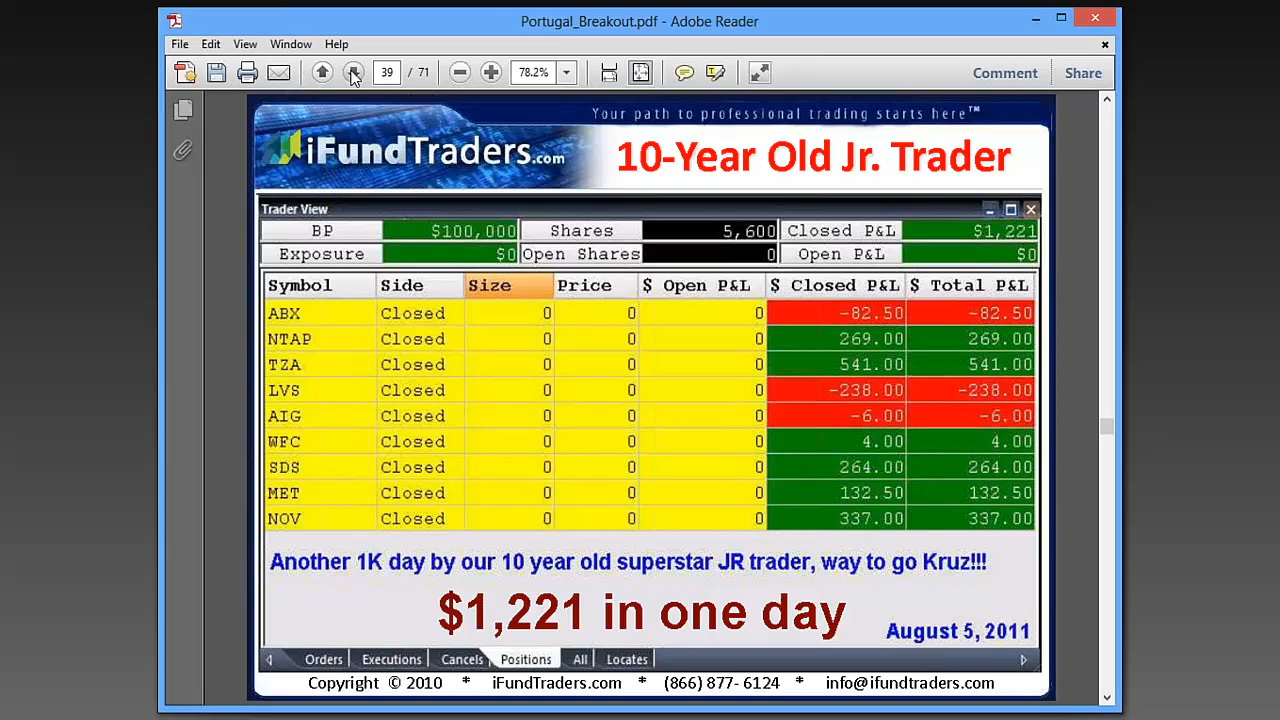 Portugal_Breakout.pdf - Adobe Reader
File Edit View Window Help
39 / 71 78.2% Comment Share
Your path to professional trading starts here™
iFundTraders.com
10-Year Old Jr. Trader
Trader View
BP $100,000 Shares 5,600 Closed P&L $1,221
Exposure $0 Open Shares 0 Open P&L $0
Symbol Side Size Price $ Open P&L $ Closed P&L $ Total P&L
ABX Closed 0 0 0 -82.50 -82.50
NTAP Closed 0 0 0 269.00 269.00
TZA Closed 0 0 0 541.00 541.00
LVS Closed 0 0 0 -238.00 -238.00
AIG Closed 0 0 0 -6.00 -6.00
WFC Closed 0 0 0 4.00 4.00
SDS Closed 0 0 0 264.00 264.00
MET Closed 0 0 0 132.50 132.50
NOV Closed 0 0 0 337.00 337.00
Another 1K day by our 10 year old superstar JR trader, way to go Kruz!!!
$1,221 in one day
August 5, 2011
Orders Executions Cancels Positions All Locates
Copyright © 2010 * iFundTraders.com * (866) 877- 6124 * info@ifundtraders.com